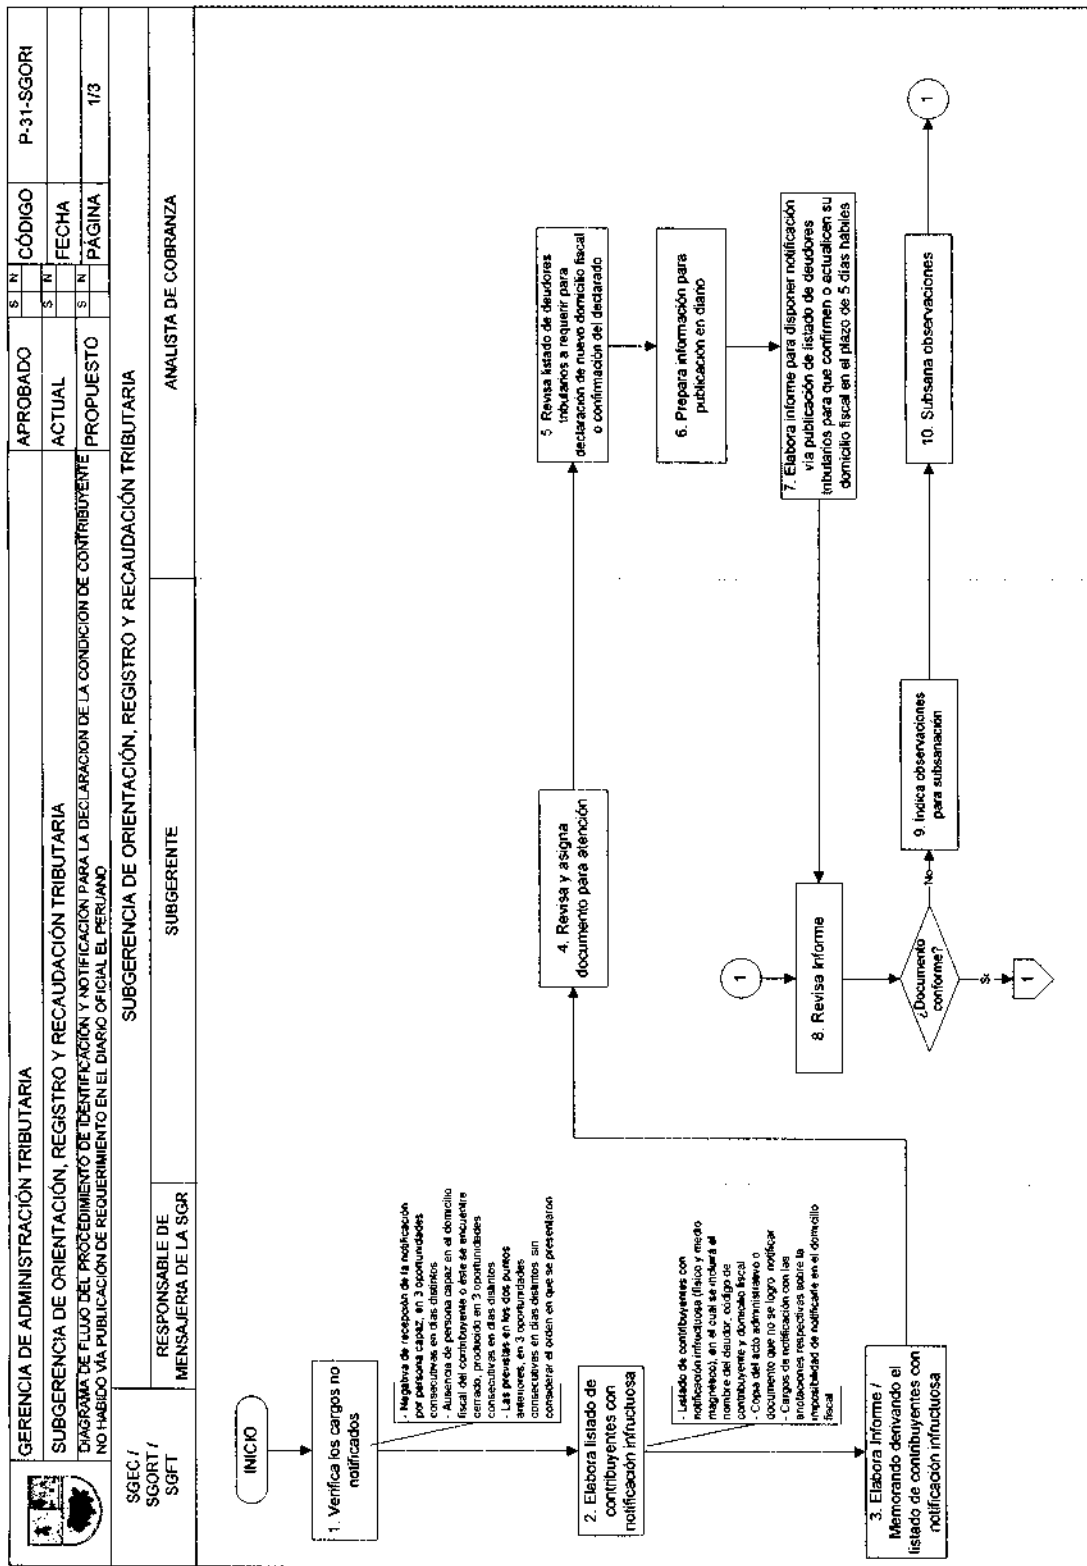 GERENCIA DE ADMINISTRACIÓN TRIBUTARIA
SUBGERENCIA DE ORIENTACIÓN, REGISTRO Y RECAUDACIÓN TRIBUTARIA
DIAGRAMA DE FLUJO DEL PROCEDIMIENTO DE IDENTIFICACIÓN Y NOTIFICACIÓN PARA LA DECLARACION DE LA CONDICION DE CONTRIBUYENTE
NO HABIDO VIA PUBLICACION DE REQUERIMIENTO EN EL DIARIO OFICIAL EL PERUANO
APROBADO S N
ACTUAL S N
PROPUESTO S N
CÓDIGO P-31-SGORI
FECHA
PÁGINA 1/3
SGEC /
SGORT /
SGFT
SUBGERENCIA DE ORIENTACIÓN, REGISTRO Y RECAUDACIÓN TRIBUTARIA
RESPONSABLE DE
MENSAJERIA DE LA SGR
SUBGERENTE
ANALISTA DE COBRANZA
INICIO
1. Verifica los cargos no
notificados
- Negativa de recepción de la notificación
por persona capaz, en 3 oportunidades
consecutivas en días distintos
- Ausencia de persona capaz en el domicilio
fiscal del contribuyente o éste se encuentre
cerrado, producido en 3 oportunidades
consecutivas en días distintos
- Las previstas en los dos puntos
anteriores, en 3 oportunidades
consecutivas en días distintos sin
considerar el orden en que se presentaron
2. Elabora listado de
contribuyentes con
notificación infructuosa
- Listado de contribuyentes con
notificación infructuosa (físico y medio
magnético), en el cual se incluirá el
nombre del deudor, código de
contribuyente y domicilio fiscal
- Copia del acto administrativo o
documento que no se logro notificar
- Cargos de notificación con las
anotaciones respectivas sobre la
imposibilidad de notificarle en el domicilio
fiscal
3. Elabora Informe /
Memorando derivando el
listado de contribuyentes con
notificación infructuosa
4. Revisa y asigna
documento para atención
5 Revisa listado de deudores
tributarios a requerir para
declaración de nuevo domicilio fiscal
o confirmación del declarado
6. Prepara información para
publicación en diario
7. Elabora informe para disponer notificación
vía publicación de listado de deudores
tributarios para que confirmen o actualicen su
domicilio fiscal en el plazo de 5 días hábiles
1
8. Revisa Informe
¿Documento
conforme?
No
Si
1
9. Indica observaciones
para subsanación
10. Subsana observaciones
1